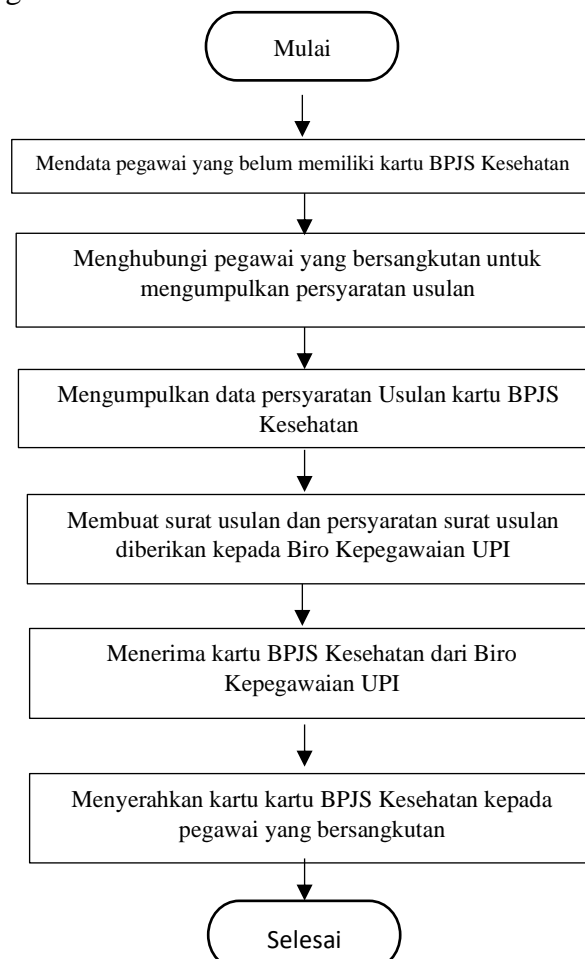 g
Mulai
Mendata pegawai yang belum memiliki kartu BPJS Kesehatan
Menghubungi pegawai yang bersangkutan untuk
mengumpulkan persyaratan usulan
Mengumpulkan data persyaratan Usulan kartu BPJS
Kesehatan
Membuat surat usulan dan persyaratan surat usulan
diberikan kepada Biro Kepegawaian UPI
Menerima kartu BPJS Kesehatan dari Biro
Kepegawaian UPI
Menyerahkan kartu kartu BPJS Kesehatan kepada
pegawai yang bersangkutan
Selesai